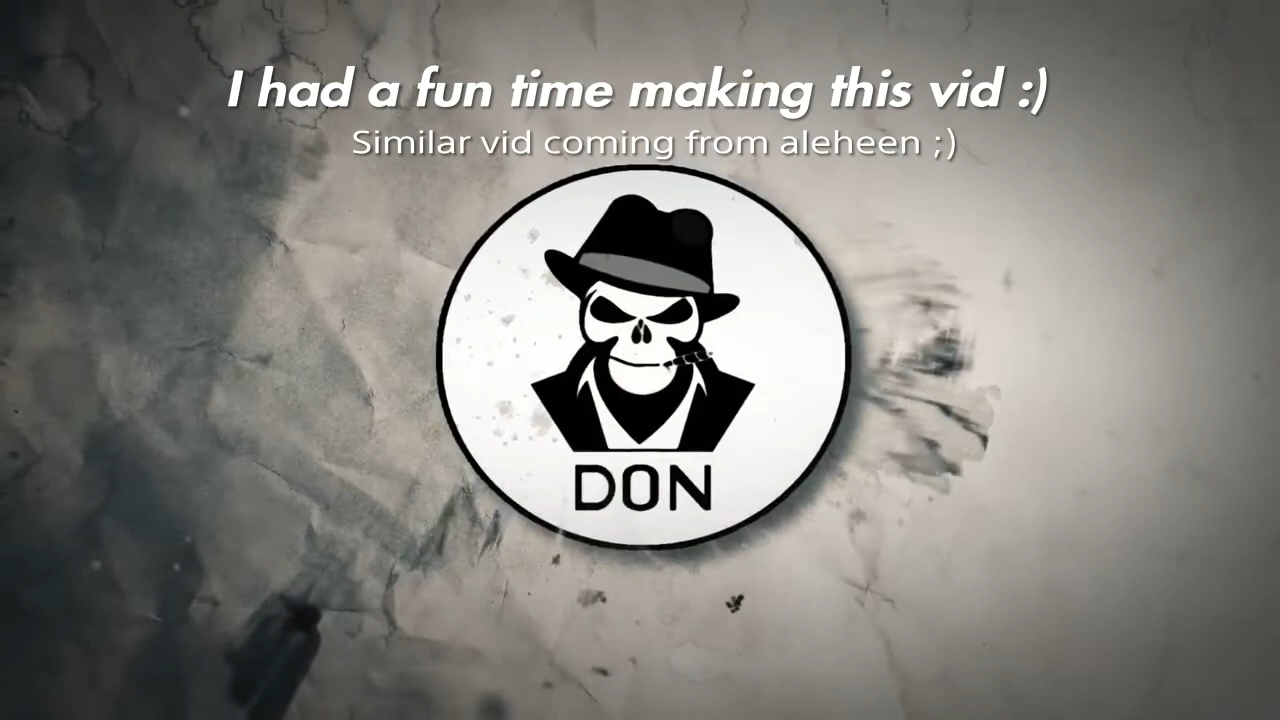 I had a fun time making this vid :)
Similar vid coming from aleheen ;)
DON